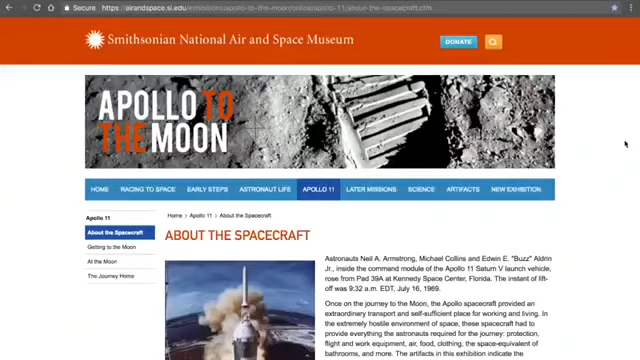 Secure https://airandspace.si.edu/exhibitions/apollo-to-the-moon/online/apollo-11/about-the-spacecraft.cfm
Smithsonian National Air and Space Museum
DONATE
APOLLO TO
THE MOON
HOME RACING TO SPACE EARLY STEPS ASTRONAUT LIFE APOLLO 11 LATER MISSIONS SCIENCE ARTIFACTS NEW EXHIBITION
Apollo 11
About the Spacecraft
Getting to the Moon
At the Moon
The Journey Home
Home > Apollo 11 > About the Spacecraft
ABOUT THE SPACECRAFT
Astronauts Neil A. Armstrong, Michael Collins and Edwin E. "Buzz" Aldrin
Jr., inside the command module of the Apollo 11 Saturn V launch vehicle,
rose from Pad 39A at Kennedy Space Center, Florida. The instant of lift-
off was 9:32 a.m. EDT, July 16, 1969.
Once on the journey to the Moon, the Apollo spacecraft provided an
extraordinary transport and self-sufficient place for working and living. In
the extremely hostile environment of space, these spacecraft had to
provide everything the astronauts required for the journey: protection,
flight and work equipment, air, food, clothing, the space-equivalent of
bathrooms, and more. The artifacts in this exhibition indicate the